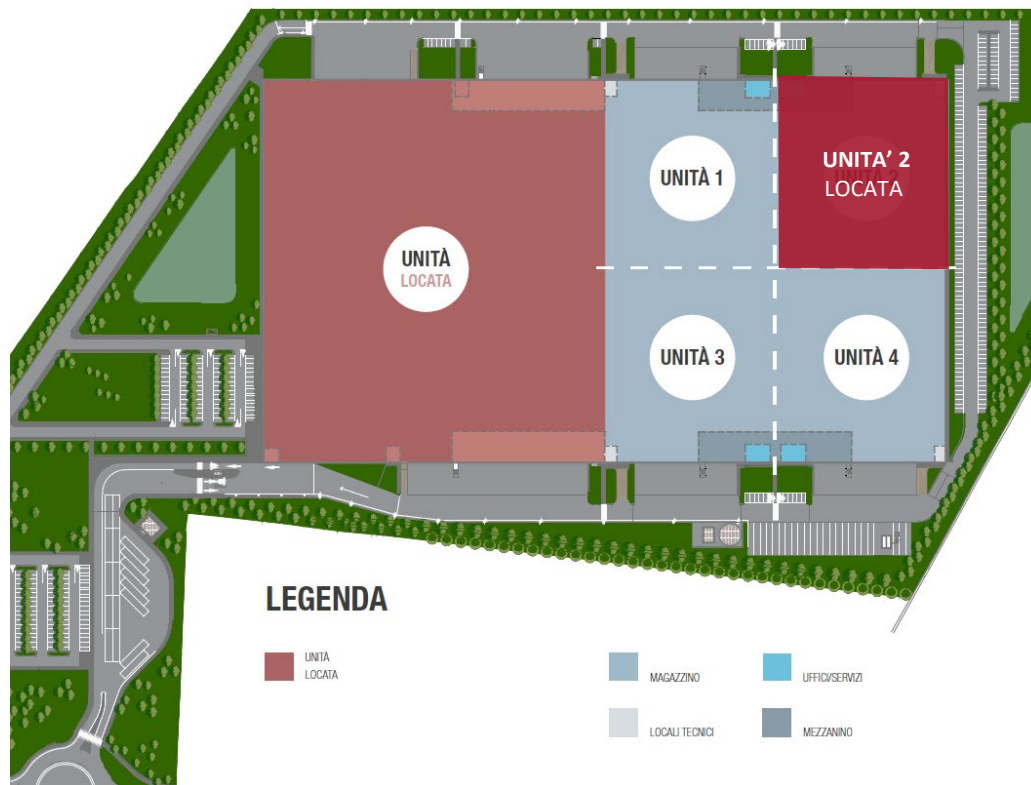 UNITÀ 1
UNITA' 2
LOCATA
UNITÀ
LOCATA
UNITÀ 3
UNITÀ 4
LEGENDA
UNITÀ
LOCATA
MAGAZZINO
UFFICI/SERVIZI
LOCALI TECNICI
MEZZANINO